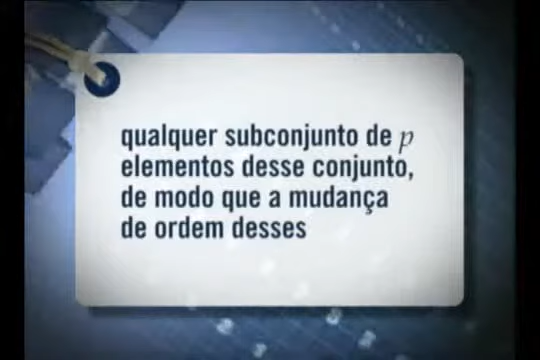 qualquer subconjunto de p
elementos desse conjunto,
de modo que a mudança
de ordem desses